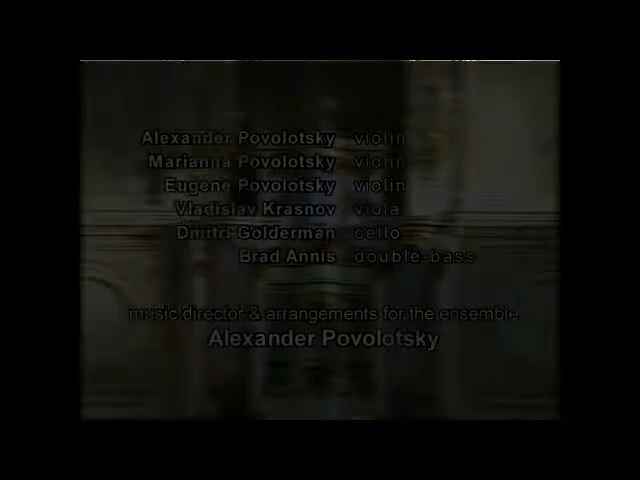 Alexander Povolotsky violin
Marianna Povolotsky violin
Eugene Povolotsky violin
Vladislav Krasnov viola
Dmitri Golderman cello
Brad Annis double-bass
music director & arrangements for the ensemble
Alexander Povolotsky